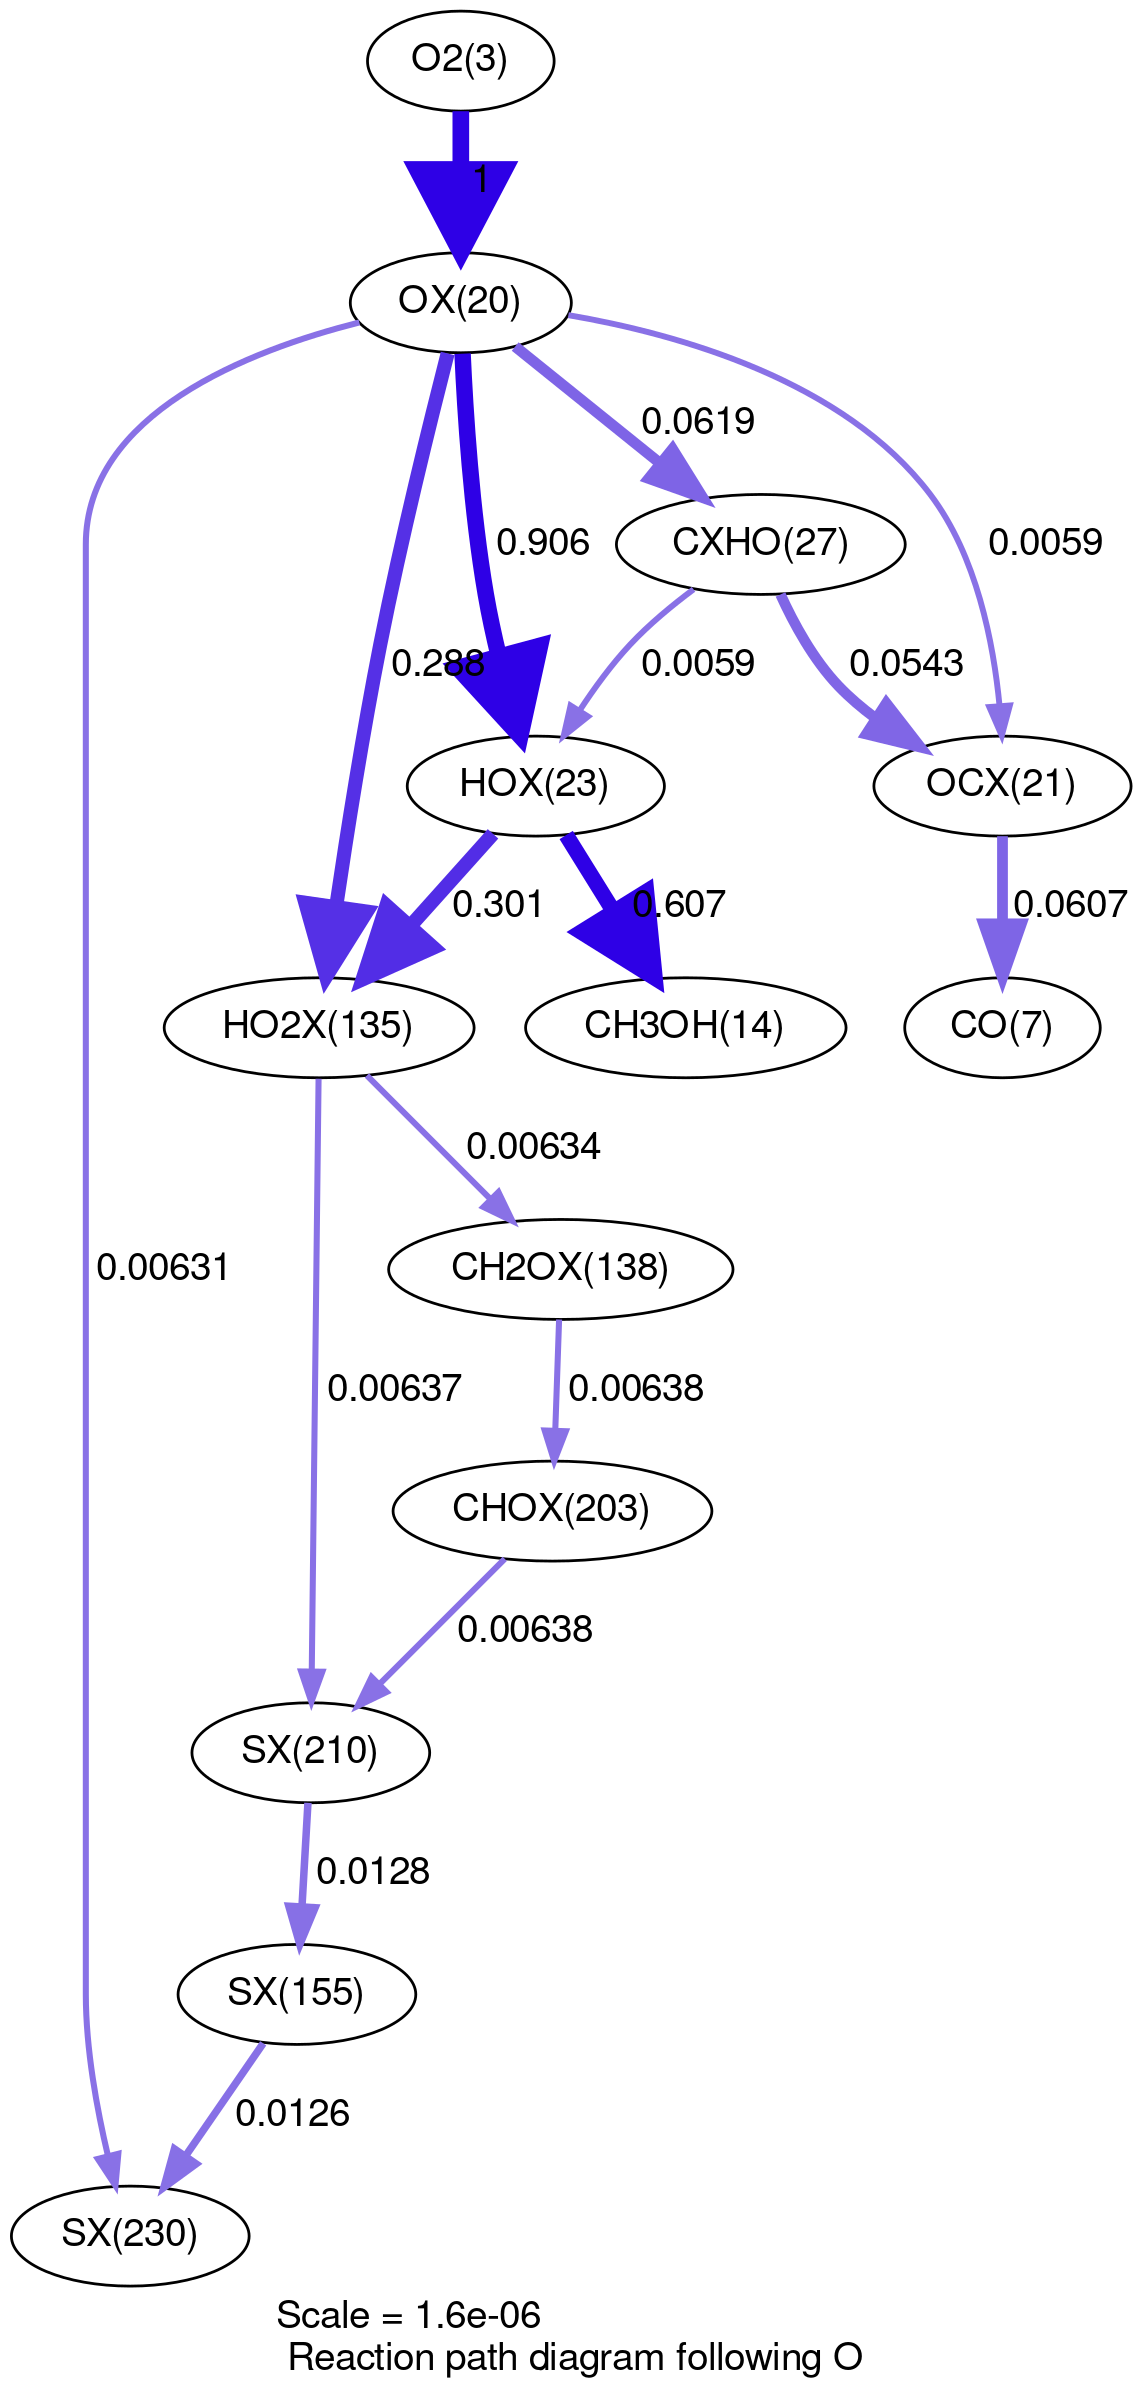 O2(3)
1
OX(20)
0.0619
0.906
0.0059
CXHO(27)
0.288
0.0059
0.0543
HOX(23)
OCX(21)
0.301
0.607
0.0607
HO2X(135)
CH3OH(14)
CO(7)
0.00634
0.00631
CH2OX(138)
0.00637
0.00638
CHOX(203)
0.00638
SX(210)
0.0128
SX(155)
0.0126
SX(230)
Scale = 1.6e-06
Reaction path diagram following O